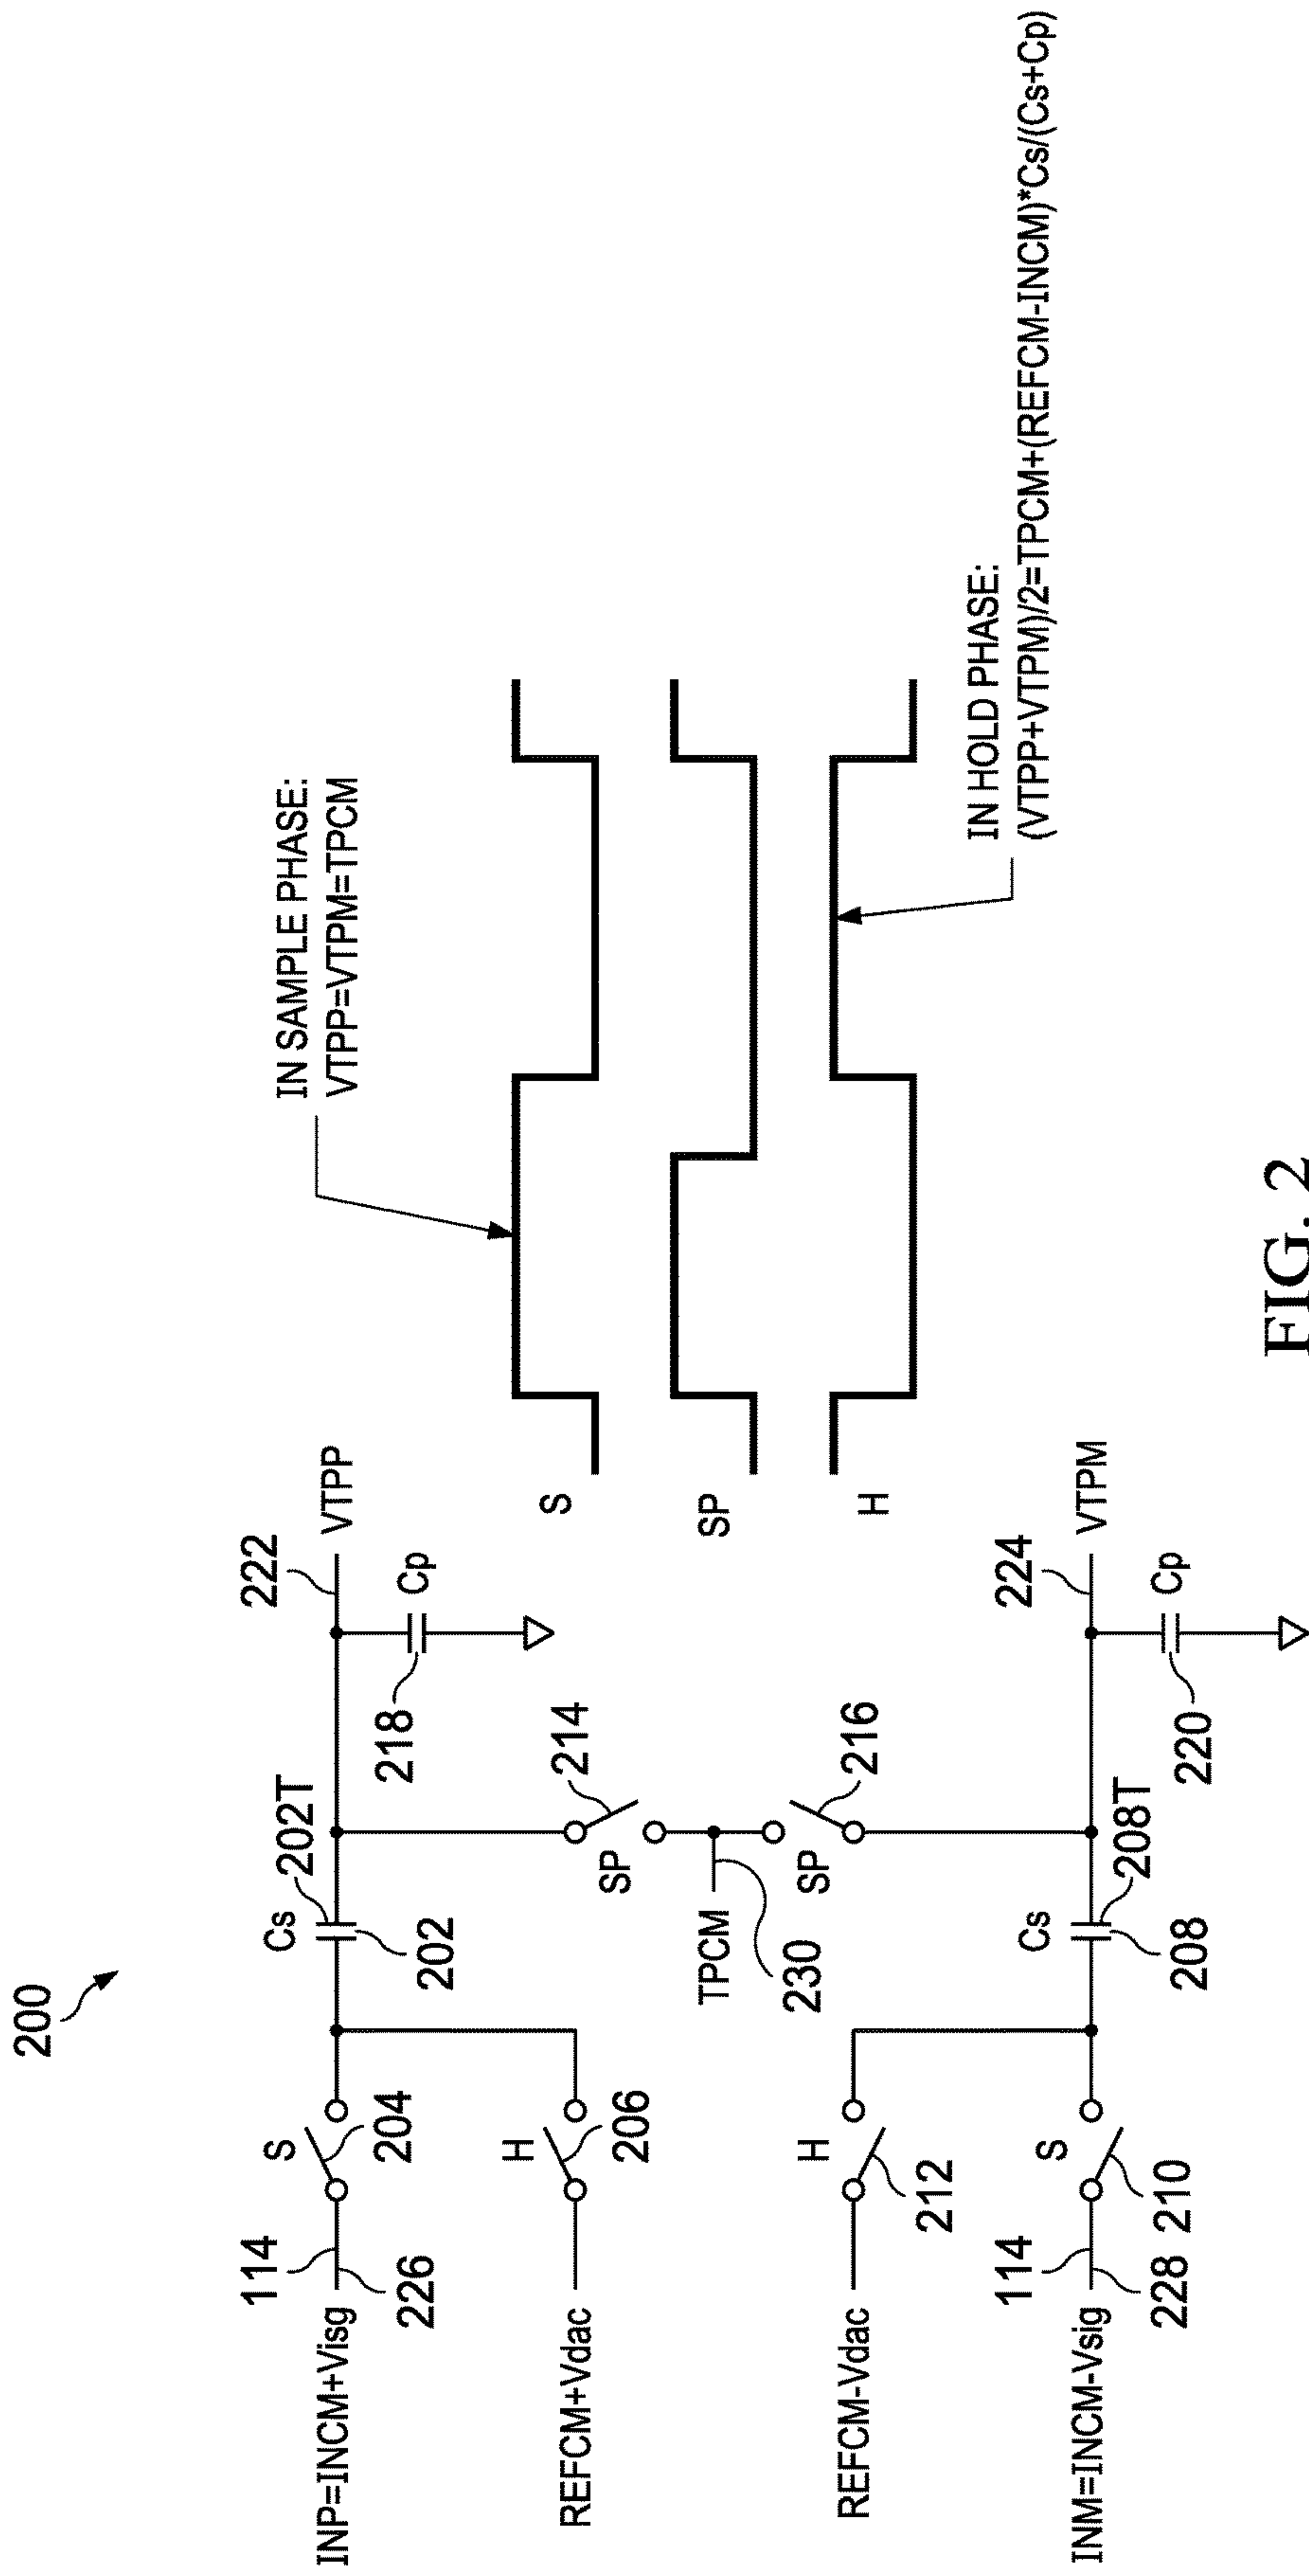 200
INP=INCM+Visg
114
226
S
204
Cs
202T
202
222
VTPP
218
Cp
REFCM+Vdac
H
206
SP
214
TPCM
230
SP
216
REFCM-Vdac
H
212
INM=INCM-Vsig
114
228
S
210
Cs
208T
208
224
VTPM
220
Cp
IN SAMPLE PHASE:
VTPP=VTPM=TPCM
S
SP
H
IN HOLD PHASE:
(VTPP+VTPM)/2=TPCM+(REFCM-INCM)*Cs/(Cs+Cp)
FIG. 2